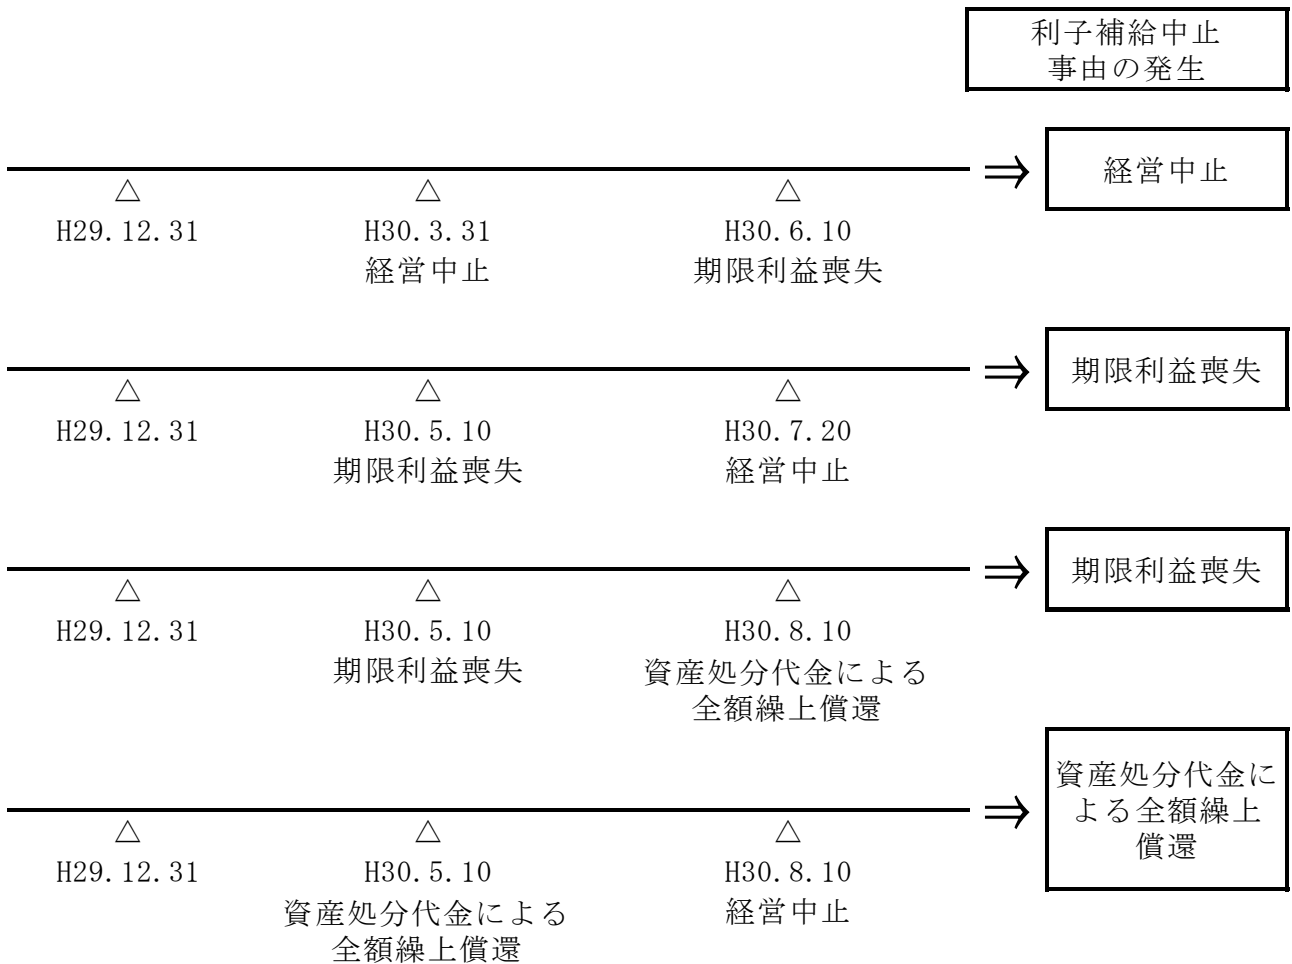 利子補給中止
事由の発生
⇒ 経営中止
△ △ △
H29.12.31 H30.3.31 H30.6.10
経営中止 期限利益喪失
⇒ 期限利益喪失
△ △ △
H29.12.31 H30.5.10 H30.7.20
期限利益喪失 経営中止
⇒ 期限利益喪失
△ △ △
H29.12.31 H30.5.10 H30.8.10
期限利益喪失 資産処分代金による
全額繰上償還
⇒ 資産処分代金に
よる全額繰上
償還
△ △ △
H29.12.31 H30.5.10 H30.8.10
資産処分代金による 経営中止
全額繰上償還